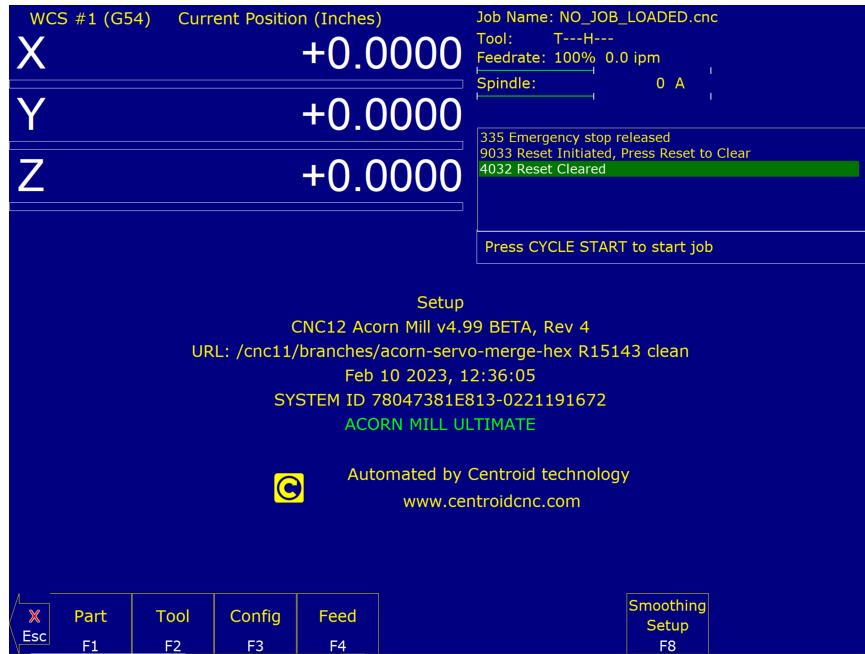 WCS #1 (G54) Current Position (Inches)
X +0.0000
Y +0.0000
Z +0.0000
Job Name: NO_JOB_LOADED.cnc
Tool: T---H---
Feedrate: 100% 0.0 ipm
Spindle: 0 A
335 Emergency stop released
9033 Reset Initiated, Press Reset to Clear
4032 Reset Cleared
Press CYCLE START to start job
Setup
CNC12 Acorn Mill v4.99 BETA, Rev 4
URL: /cnc11/branches/acorn-servo-merge-hex R15143 clean
Feb 10 2023, 12:36:05
SYSTEM ID 78047381E813-0221191672
ACORN MILL ULTIMATE
C
Automated by Centroid technology
www.centroidcnc.com
X Esc
Part F1
Tool F2
Config F3
Feed F4
Smoothing
Setup
F8